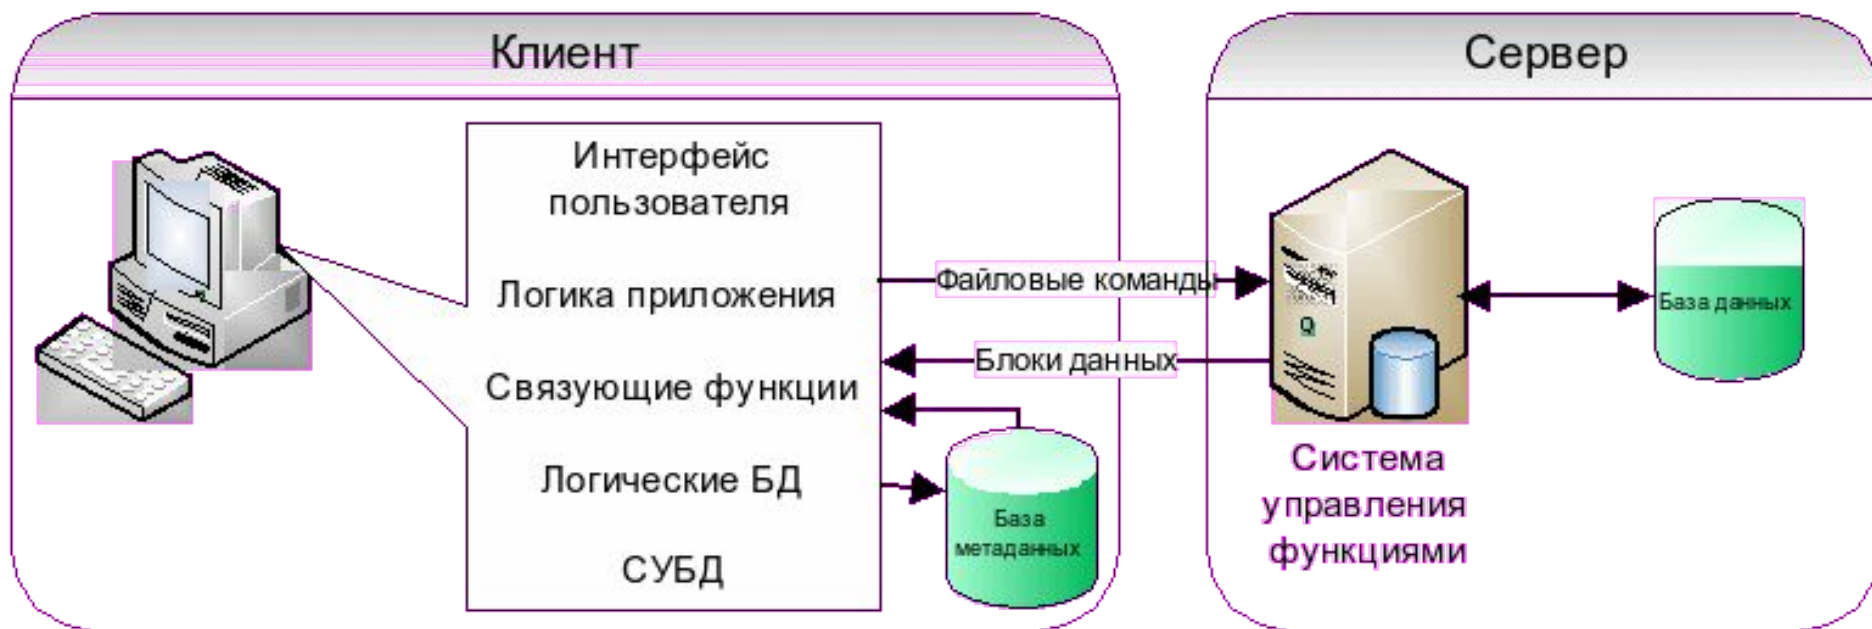 Клиент
Сервер
Интерфейс
пользователя
Логика приложения
Связующие функции
Логические БД
СУБД
Файловые команды
Блоки данных
База
метаданных
База данных
Q
Система
управления
функциями